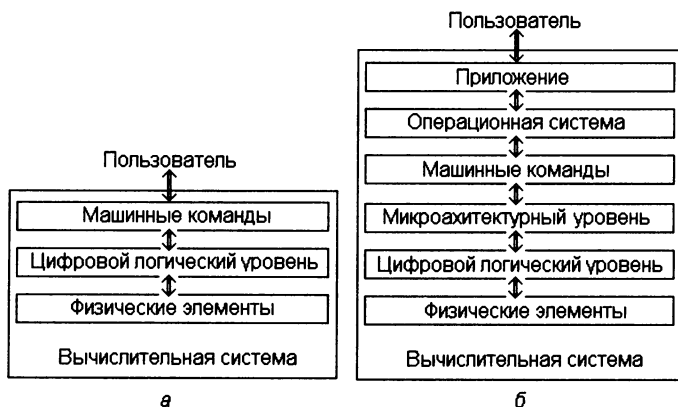 Пользователь
Машинные команды
Цифровой логический уровень
Физические элементы
Вычислительная система
а
Пользователь
Приложение
Операционная система
Машинные команды
Микроахитектурный уровень
Цифровой логический уровень
Физические элементы
Вычислительная система
б